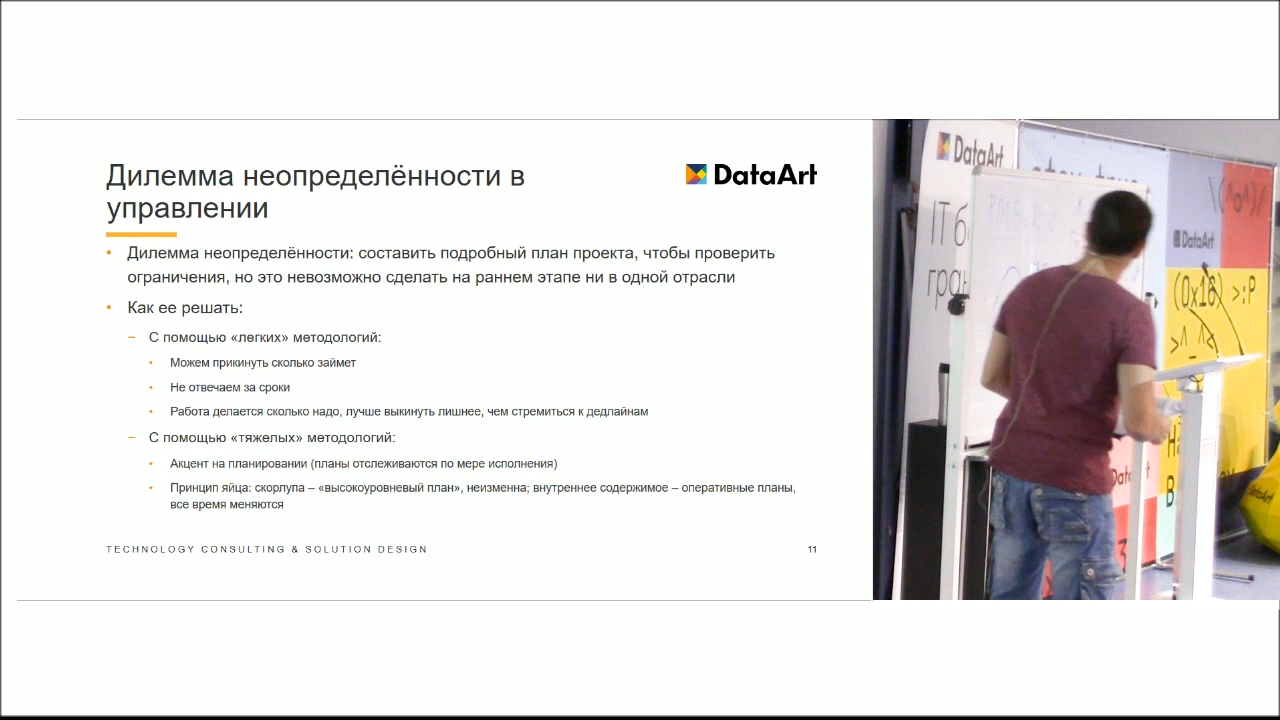 Дилемма неопределённости в
управлении
DataArt
Дилемма неопределённости: составить подробный план проекта, чтобы проверить
ограничения, но это невозможно сделать на раннем этапе ни в одной отрасли
Как ее решать:
С помощью «легких» методологий:
Можем прикинуть сколько займет
Не отвечаем за сроки
Работа делается сколько надо, лучше выкинуть лишнее, чем стремиться к дедлайнам
С помощью «тяжелых» методологий:
Акцент на планировании (планы отслеживаются по мере исполнения)
Принцип яйца: скорлупа – «высокоуровневый план», неизменна; внутреннее содержимое – оперативные планы,
все время меняются
TECHNOLOGY CONSULTING & SOLUTION DESIGN
11
DataArt
IT б
гран
\(^o^)/
DataArt
(0x16) >:P
>^_^<
DataArt